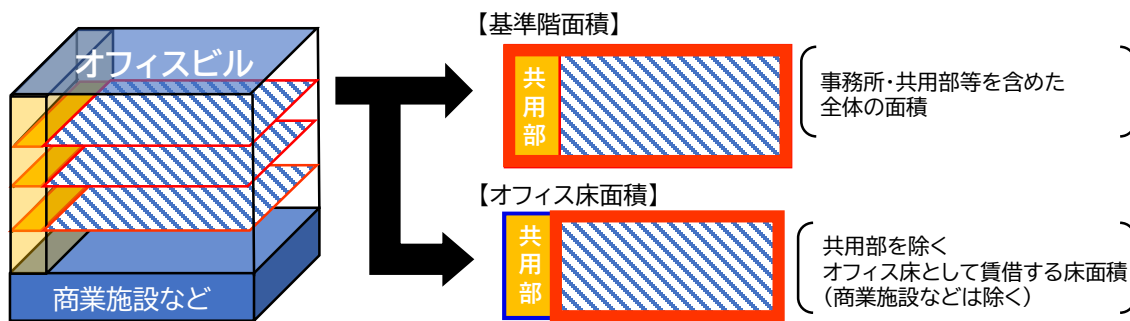 オフィスビル
商業施設など
【基準階面積】
共用部
事務所・共用部等を含めた
全体の面積
【オフィス床面積】
共用部
共用部を除く
オフィス床として賃借する床面積
(商業施設などは除く)